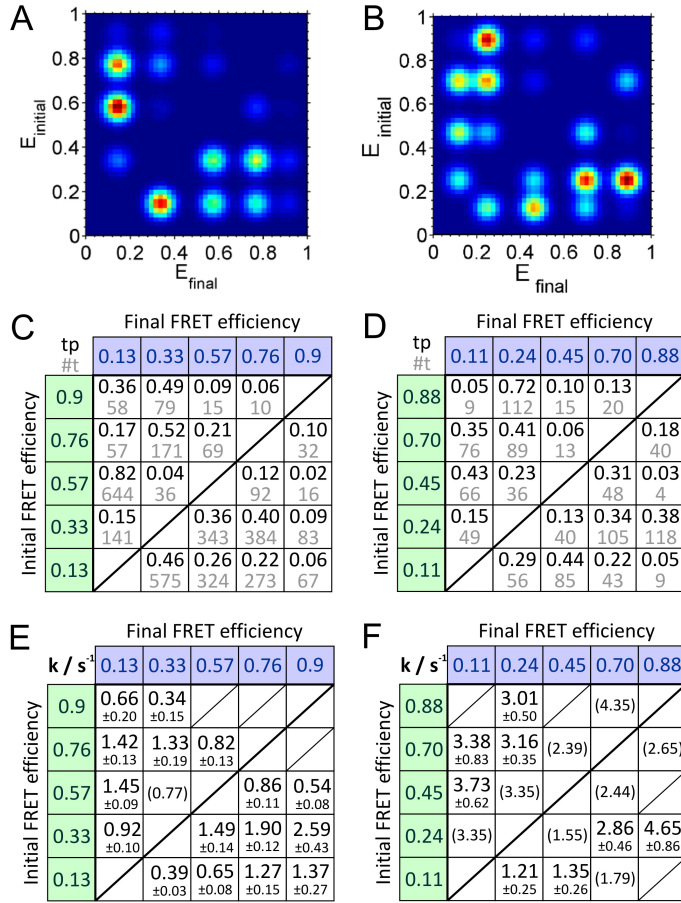 A
1
0.8
0.6
0.4
0.2
0
E initial
0 0.2 0.4 0.6 0.8 1
E final
B
1
0.8
0.6
0.4
0.2
0
E initial
0 0.2 0.4 0.6 0.8 1
E final
C
Final FRET efficiency
tp
#t
0.13 0.33 0.57 0.76 0.9
Initial FRET efficiency
0.9 0.36 0.49 0.09 0.06
58 79 15 10
0.76 0.17 0.52 0.21 0.10
57 171 69 32
0.57 0.82 0.04 0.12 0.02
644 36 92 16
0.33 0.15 0.36 0.40 0.09
141 343 384 83
0.13 0.46 0.26 0.22 0.06
575 324 273 67
D
Final FRET efficiency
tp
#t
0.11 0.24 0.45 0.70 0.88
Initial FRET efficiency
0.88 0.05 0.72 0.10 0.13
9 112 15 20
0.70 0.35 0.41 0.06 0.18
76 89 13 40
0.45 0.43 0.23 0.31 0.03
66 36 48 4
0.24 0.15 0.13 0.34 0.38
49 40 105 118
0.11 0.29 0.44 0.22 0.05
56 85 43 9
E
Final FRET efficiency
k / s⁻¹ 0.13 0.33 0.57 0.76 0.9
Initial FRET efficiency
0.9 0.66 0.34
±0.20 ±0.15
0.76 1.42 1.33 0.82
±0.13 ±0.19 ±0.13
0.57 1.45 (0.77) 0.86 0.54
±0.09 ±0.11 ±0.08
0.33 0.92 1.49 1.90 2.59
±0.10 ±0.14 ±0.12 ±0.43
0.13 0.39 0.65 1.27 1.37
±0.03 ±0.08 ±0.15 ±0.27
F
Final FRET efficiency
k / s⁻¹ 0.11 0.24 0.45 0.70 0.88
Initial FRET efficiency
0.88 3.01 (4.35)
±0.50
0.70 3.38 3.16 (2.39) (2.65)
±0.83 ±0.35
0.45 3.73 (3.35) (2.44)
±0.62
0.24 (3.35) (1.55) 2.86 4.65
±0.46 ±0.86
0.11 1.21 1.35 (1.79)
±0.25 ±0.26